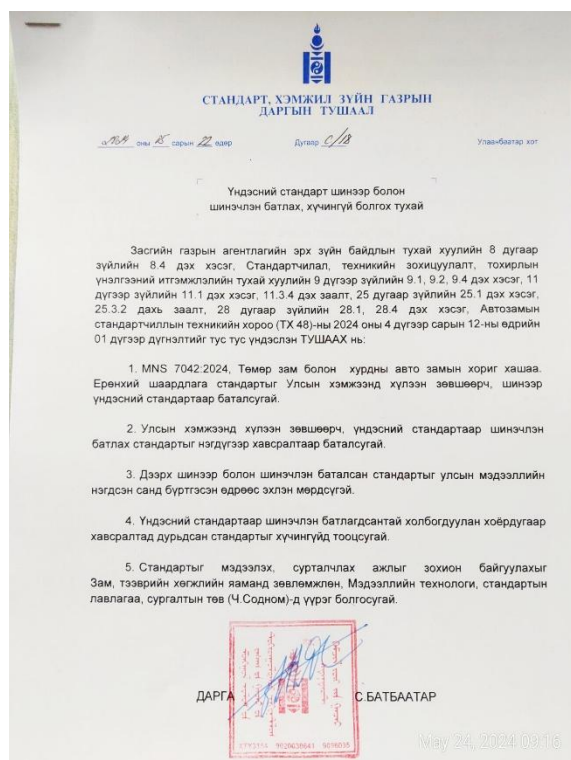 СТАНДАРТ, ХЭМЖИЛ ЗҮЙН ГАЗРЫН
ДАРГЫН ТУШААЛ
2024 оны 05 сарын 22 өдөр Дугаар С/18 Улаанбаатар хот
Үндэсний стандарт шинээр болон
шинэчлэн батлах, хүчингүй болгох тухай
Засгийн газрын агентлагийн эрх зүйн байдлын тухай хуулийн 8 дугаар
зүйлийн 8.4 дэх хэсэг, Стандартчилал, техникийн зохицуулалт, тохирлын
үнэлгээний итгэмжлэлийн тухай хуулийн 9 дүгээр зүйлийн 9.1, 9.2, 9.4 дэх хэсэг, 11
дүгээр зүйлийн 11.1 дэх хэсэг, 11.3.4 дэх заалт, 25 дугаар зүйлийн 25.1 дэх хэсэг,
25.3.2 дахь заалт, 28 дугаар зүйлийн 28.1, 28.4 дэх хэсэг, Автозамын
стандартчиллын техникийн хороо (ТХ 48)-ны 2024 оны 4 дүгээр сарын 12-ны өдрийн
01 дүгээр дүгнэлтийг тус тус үндэслэн ТУШААХ нь:
1. MNS 7042:2024, Төмөр зам болон хурдны авто замын хориг хашаа.
Ерөнхий шаардлага стандартыг Улсын хэмжээнд хүлээн зөвшөөрч, шинээр
үндэсний стандартаар баталсугай.
2. Улсын хэмжээнд хүлээн зөвшөөрч, үндэсний стандартаар шинэчлэн
батлах стандартыг нэгдүгээр хавсралтаар баталсугай.
3. Дээрх шинээр болон шинэчлэн баталсан стандартыг улсын мэдээллийн
нэгдсэн санд бүртгэсэн өдрөөс эхлэн мөрдсүгэй.
4. Үндэсний стандартаар шинэчлэн батлагдсантай холбогдуулан хоёрдугаар
хавсралтад дурьдсан стандартыг хүчингүйд тооцсугай.
5. Стандартыг мэдээлэх, сурталчлах ажлыг зохион байгуулахыг
Зам, тээврийн хөгжлийн яаманд зөвлөмжлөн, Мэдээллийн технологи, стандартын
лавлагаа, сургалтын төв (Ч.Содном)-д үүрэг болгосугай.
ДАРГА С.БАТБААТАР
May 24, 2024 09:16